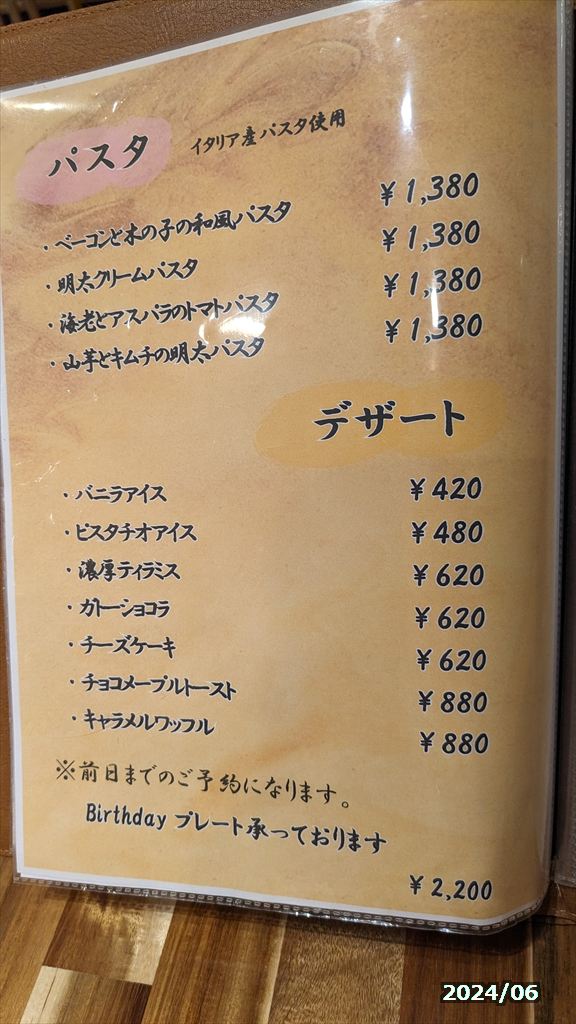 パスタ イタリア産パスタ使用
・ベーコンと木の子の和風パスタ ¥1,380
・明太クリームパスタ ¥1,380
・海老とアスパラのトマトパスタ ¥1,380
・山芋とキムチの明太パスタ ¥1,380
デザート
・バニラアイス ¥420
・ピスタチオアイス ¥480
・濃厚ティラミス ¥620
・ガトーショコラ ¥620
・チーズケーキ ¥620
・チョコメープルトースト ¥880
・キャラメルワッフル ¥880
※前日までのご予約になります。
Birthday プレート承っております
¥2,200
2024/06